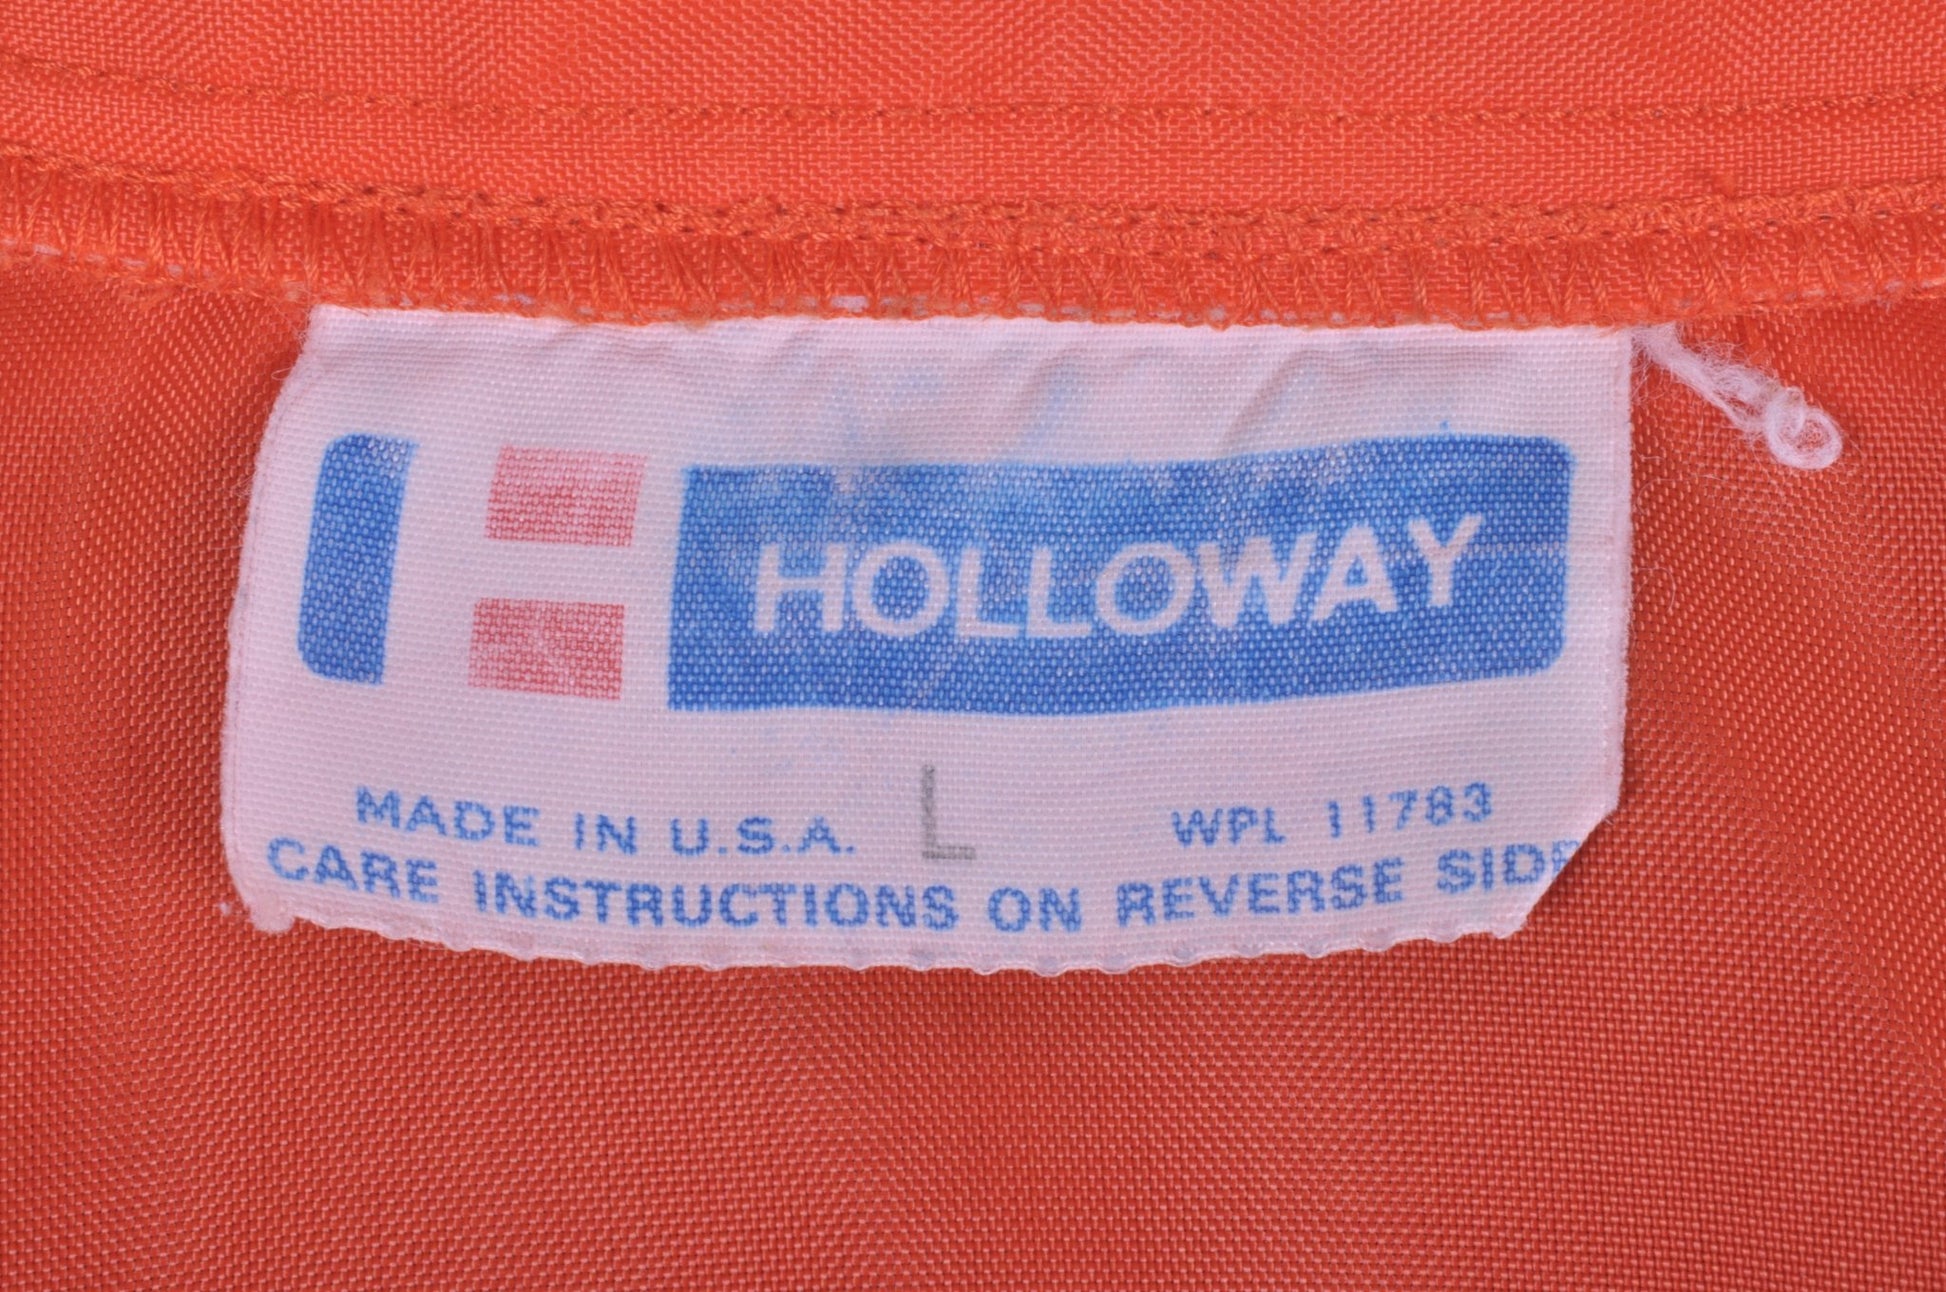 HOLLOWAY
MADE IN U.S.A. L WPL 11783
CARE INSTRUCTIONS ON REVERSE SIDE